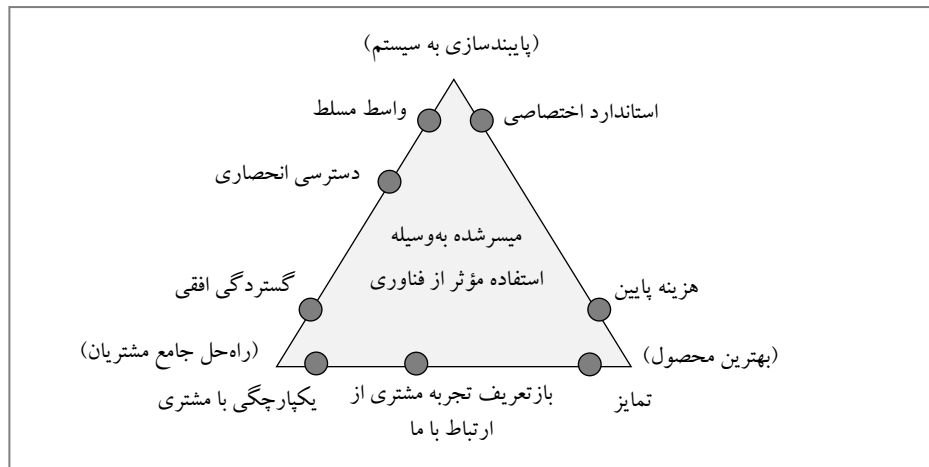 (پایبندسازی به سیستم)
استاندارد اختصاصی
واسط مسلط
دسترسی انحصاری
میسرشده به‌وسیله
استفاده مؤثر از فناوری
هزینه پایین
گستردگی افقی
(بهترین محصول)
(راه‌حل جامع مشتریان)
تمایز
بازتعریف تجربه مشتری از
ارتباط با ما
یکپارچگی با مشتری